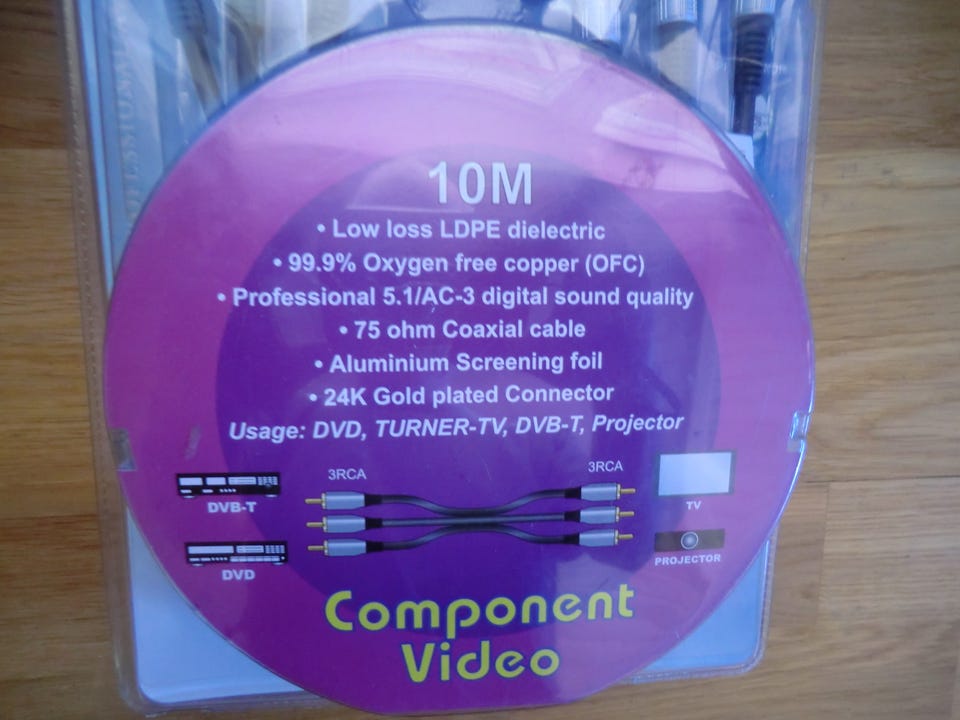 10M
• Low loss LDPE dielectric
• 99.9% Oxygen free copper (OFC)
• Professional 5.1/AC-3 digital sound quality
• 75 ohm Coaxial cable
• Aluminium Screening foil
• 24K Gold plated Connector
Usage: DVD, TURNER-TV, DVB-T, Projector
3RCA 3RCA
DVB-T TV
DVD PROJECTOR
Component
Video